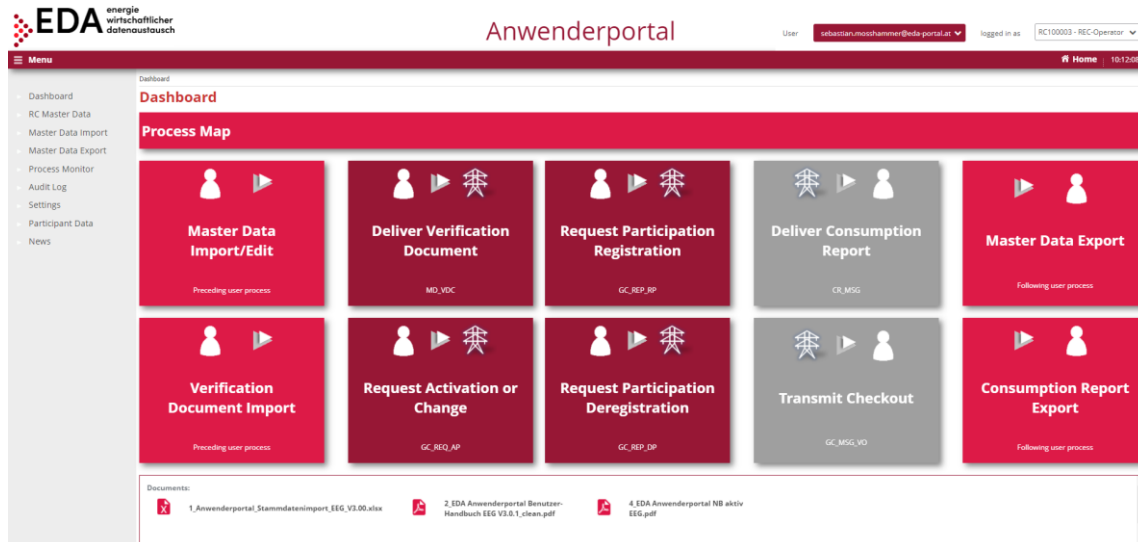 EDA energie
wirtschaftlicher
datenaustausch
Anwenderportal
User
sebastian.mosshammer@eda-portal.at
logged in as
RC100003 - REC-Operator
Menu
Home
10:12:08
Dashboard
RC Master Data
Master Data Import
Master Data Export
Process Monitor
Audit Log
Settings
Participant Data
News
Dashboard
Dashboard
Process Map
Master Data
Import/Edit
Preceding user process
Deliver Verification
Document
MD_VDC
Request Participation
Registration
GC_REP_RP
Deliver Consumption
Report
CR_MSG
Master Data Export
Following user process
Verification
Document Import
Preceding user process
Request Activation or
Change
GC_REQ_AP
Request Participation
Deregistration
GC_REP_DP
Transmit Checkout
GC_MSG_VO
Consumption Report
Export
Following user process
Documents:
1_Anwenderportal_Stammdatenimport_EEG_V3.00.xlsx
2_EDA Anwenderportal Benutzer-
Handbuch EEG V3.0.1_clean.pdf
4_EDA Anwenderportal NB aktiv
EEG.pdf